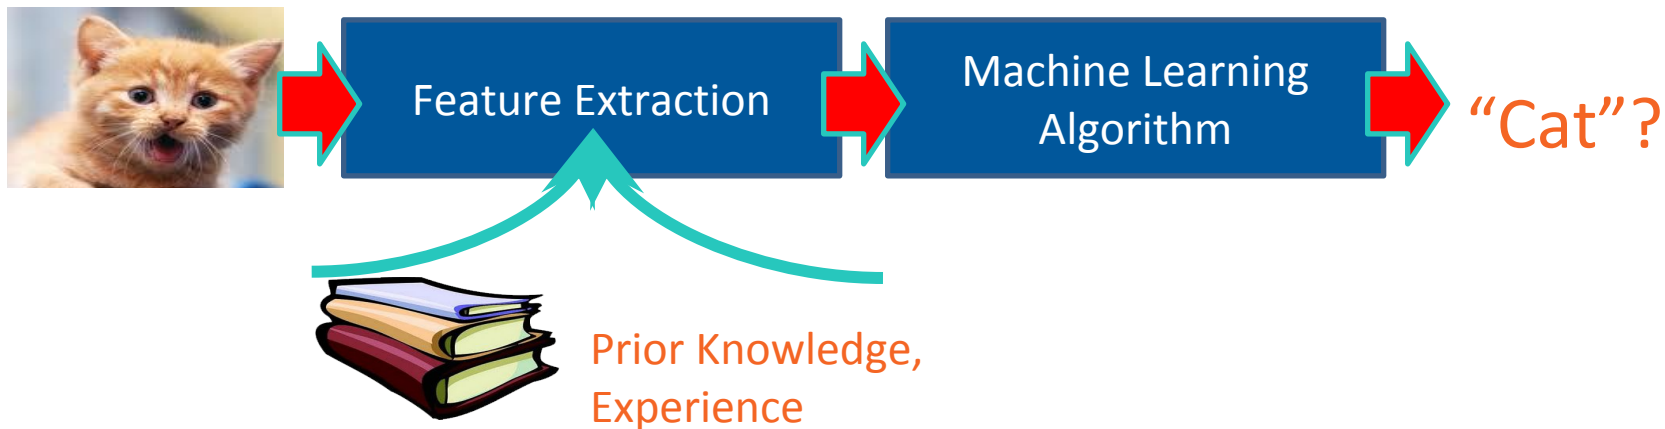 Feature Extraction
Machine Learning
Algorithm
“Cat”?
Prior Knowledge,
Experience